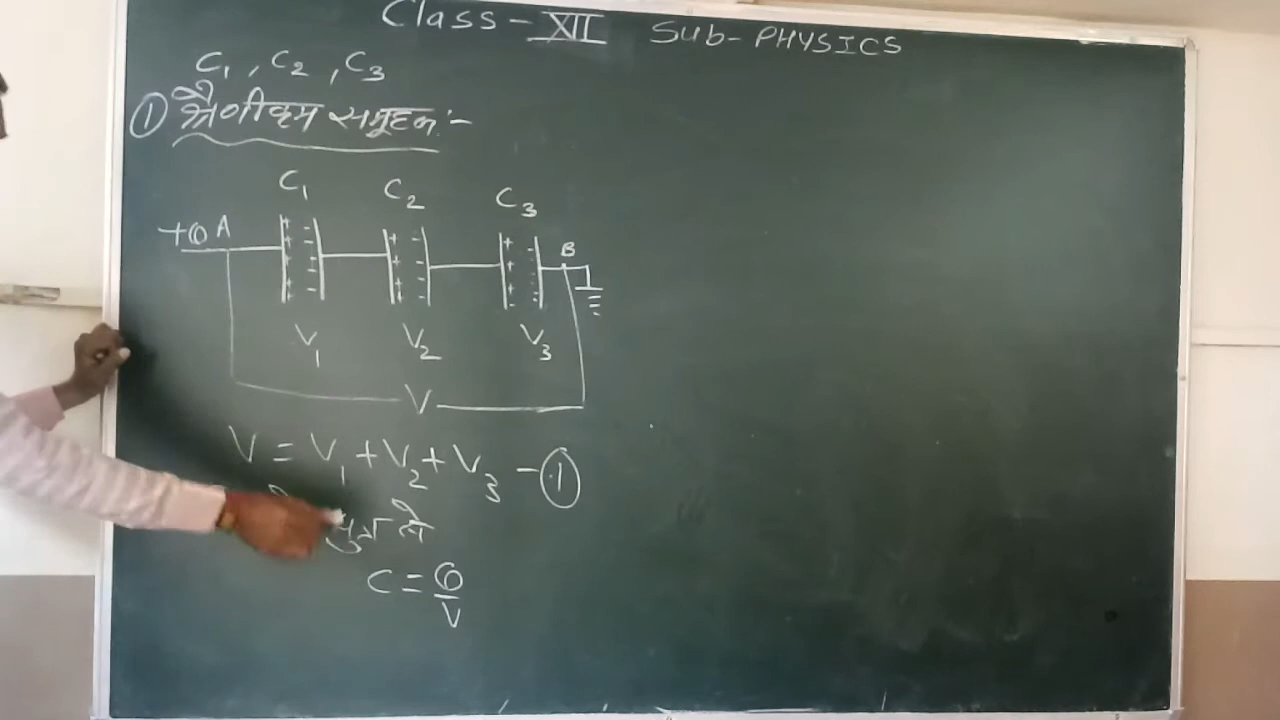 Class - XII Sub- PHYSICS
C₁, C₂, C₃
① श्रेणीक्रम समूहन :-
C₁ C₂ C₃
+Q A B
V₁ V₂ V₃
V
V = V₁ + V₂ + V₃ - ①
सूत्र से
C = Q/V